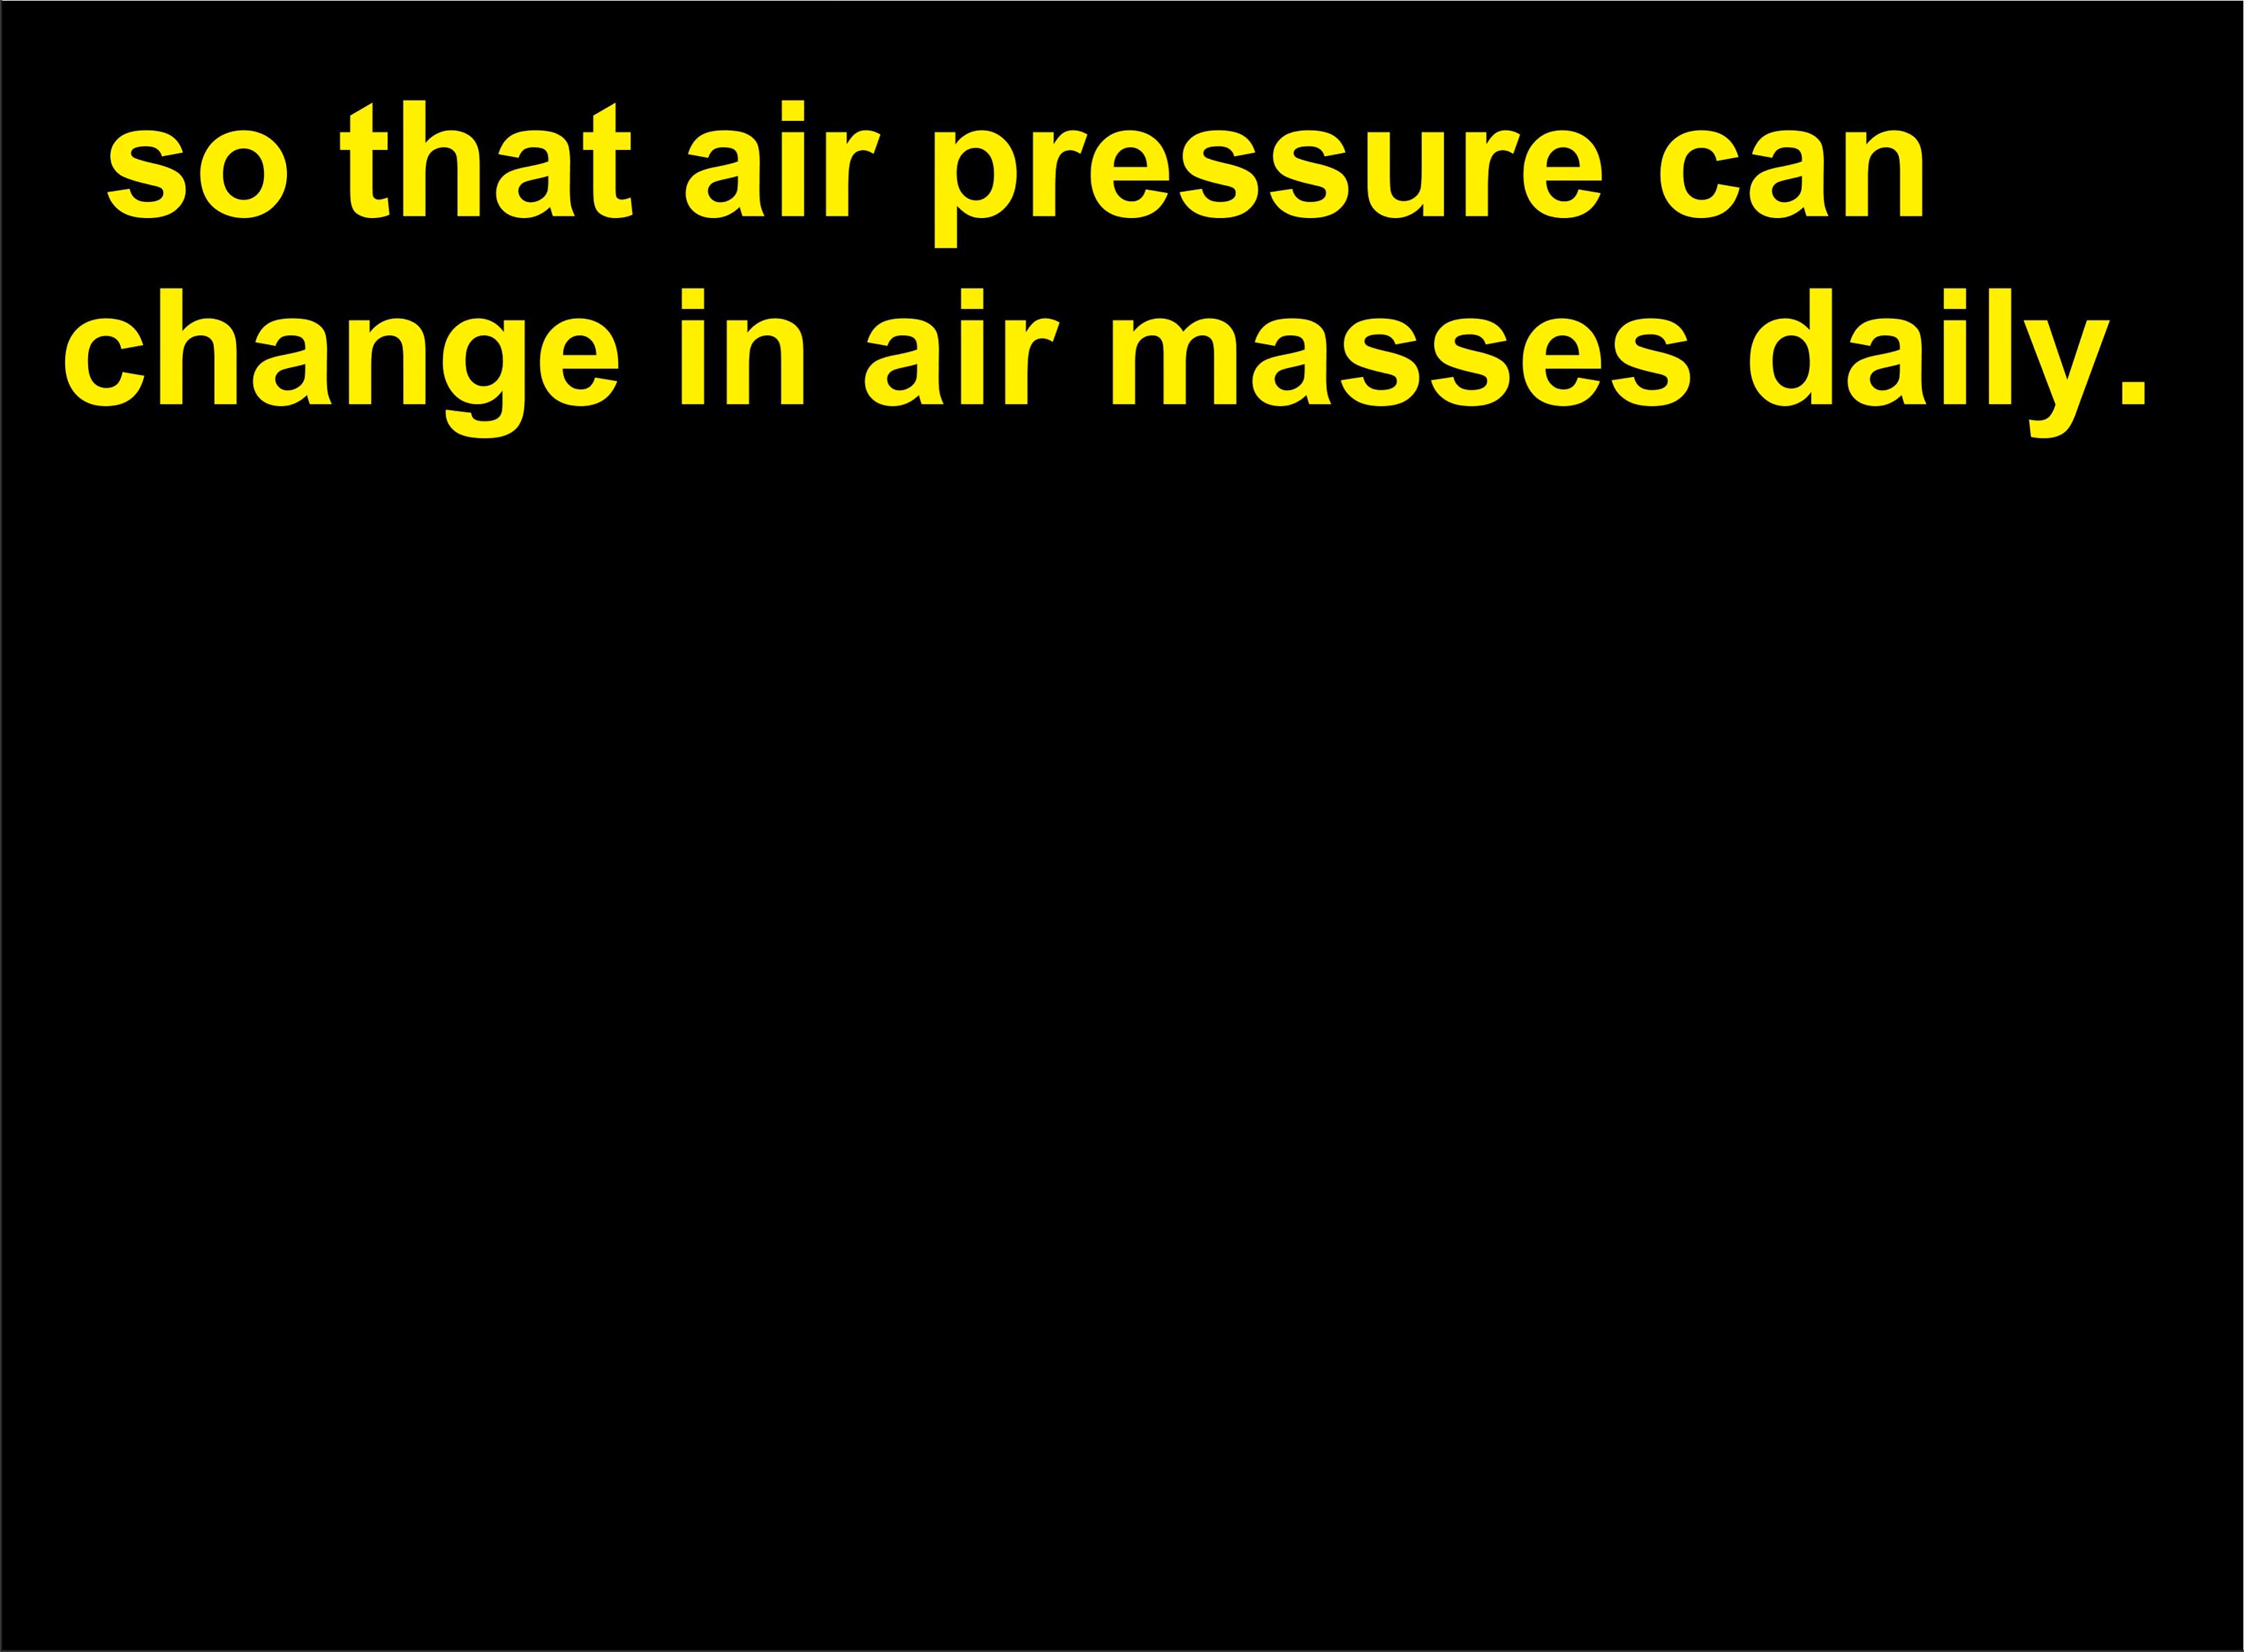 so that air pressure can
change in air masses daily.